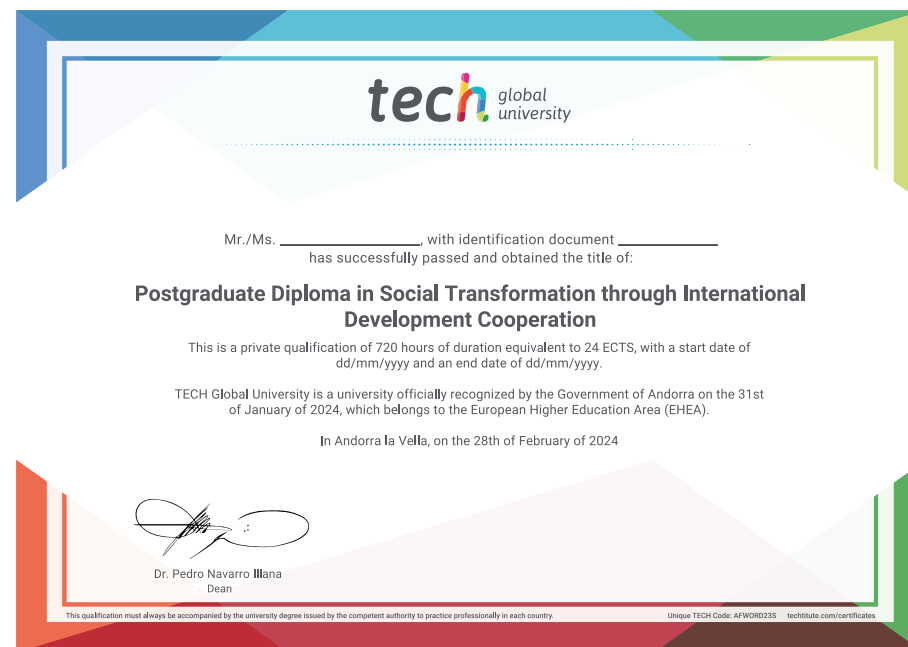 tech global university
Mr./Ms. ____________, with identification document ____________
has successfully passed and obtained the title of:
Postgraduate Diploma in Social Transformation through International
Development Cooperation
This is a private qualification of 720 hours of duration equivalent to 24 ECTS, with a start date of
dd/mm/yyyy and an end date of dd/mm/yyyy.
TECH Global University is a university officially recognized by the Government of Andorra on the 31st
of January of 2024, which belongs to the European Higher Education Area (EHEA).
In Andorra la Vella, on the 28th of February of 2024
Dr. Pedro Navarro Illana
Dean
This qualification must always be accompanied by the university degree issued by the competent authority to practice professionally in each country.
Unique TECH Code: AFWORD23S techtitute.com/certificates